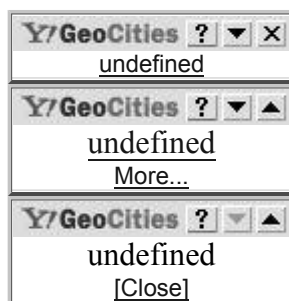 Y! GeoCities ?
undefined
Y! GeoCities ?
undefined
More...
Y! GeoCities ?
undefined
[Close]